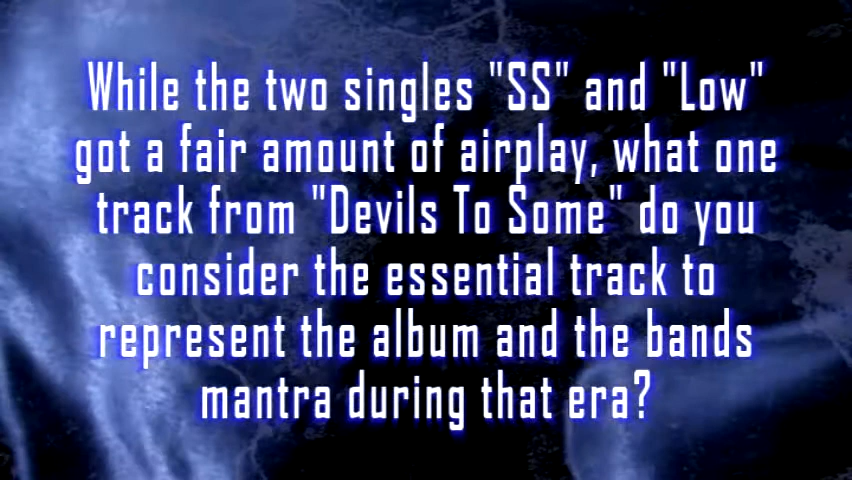 While the two singles "SS" and "Low"
got a fair amount of airplay, what one
track from "Devils To Some" do you
consider the essential track to
represent the album and the bands
mantra during that era?